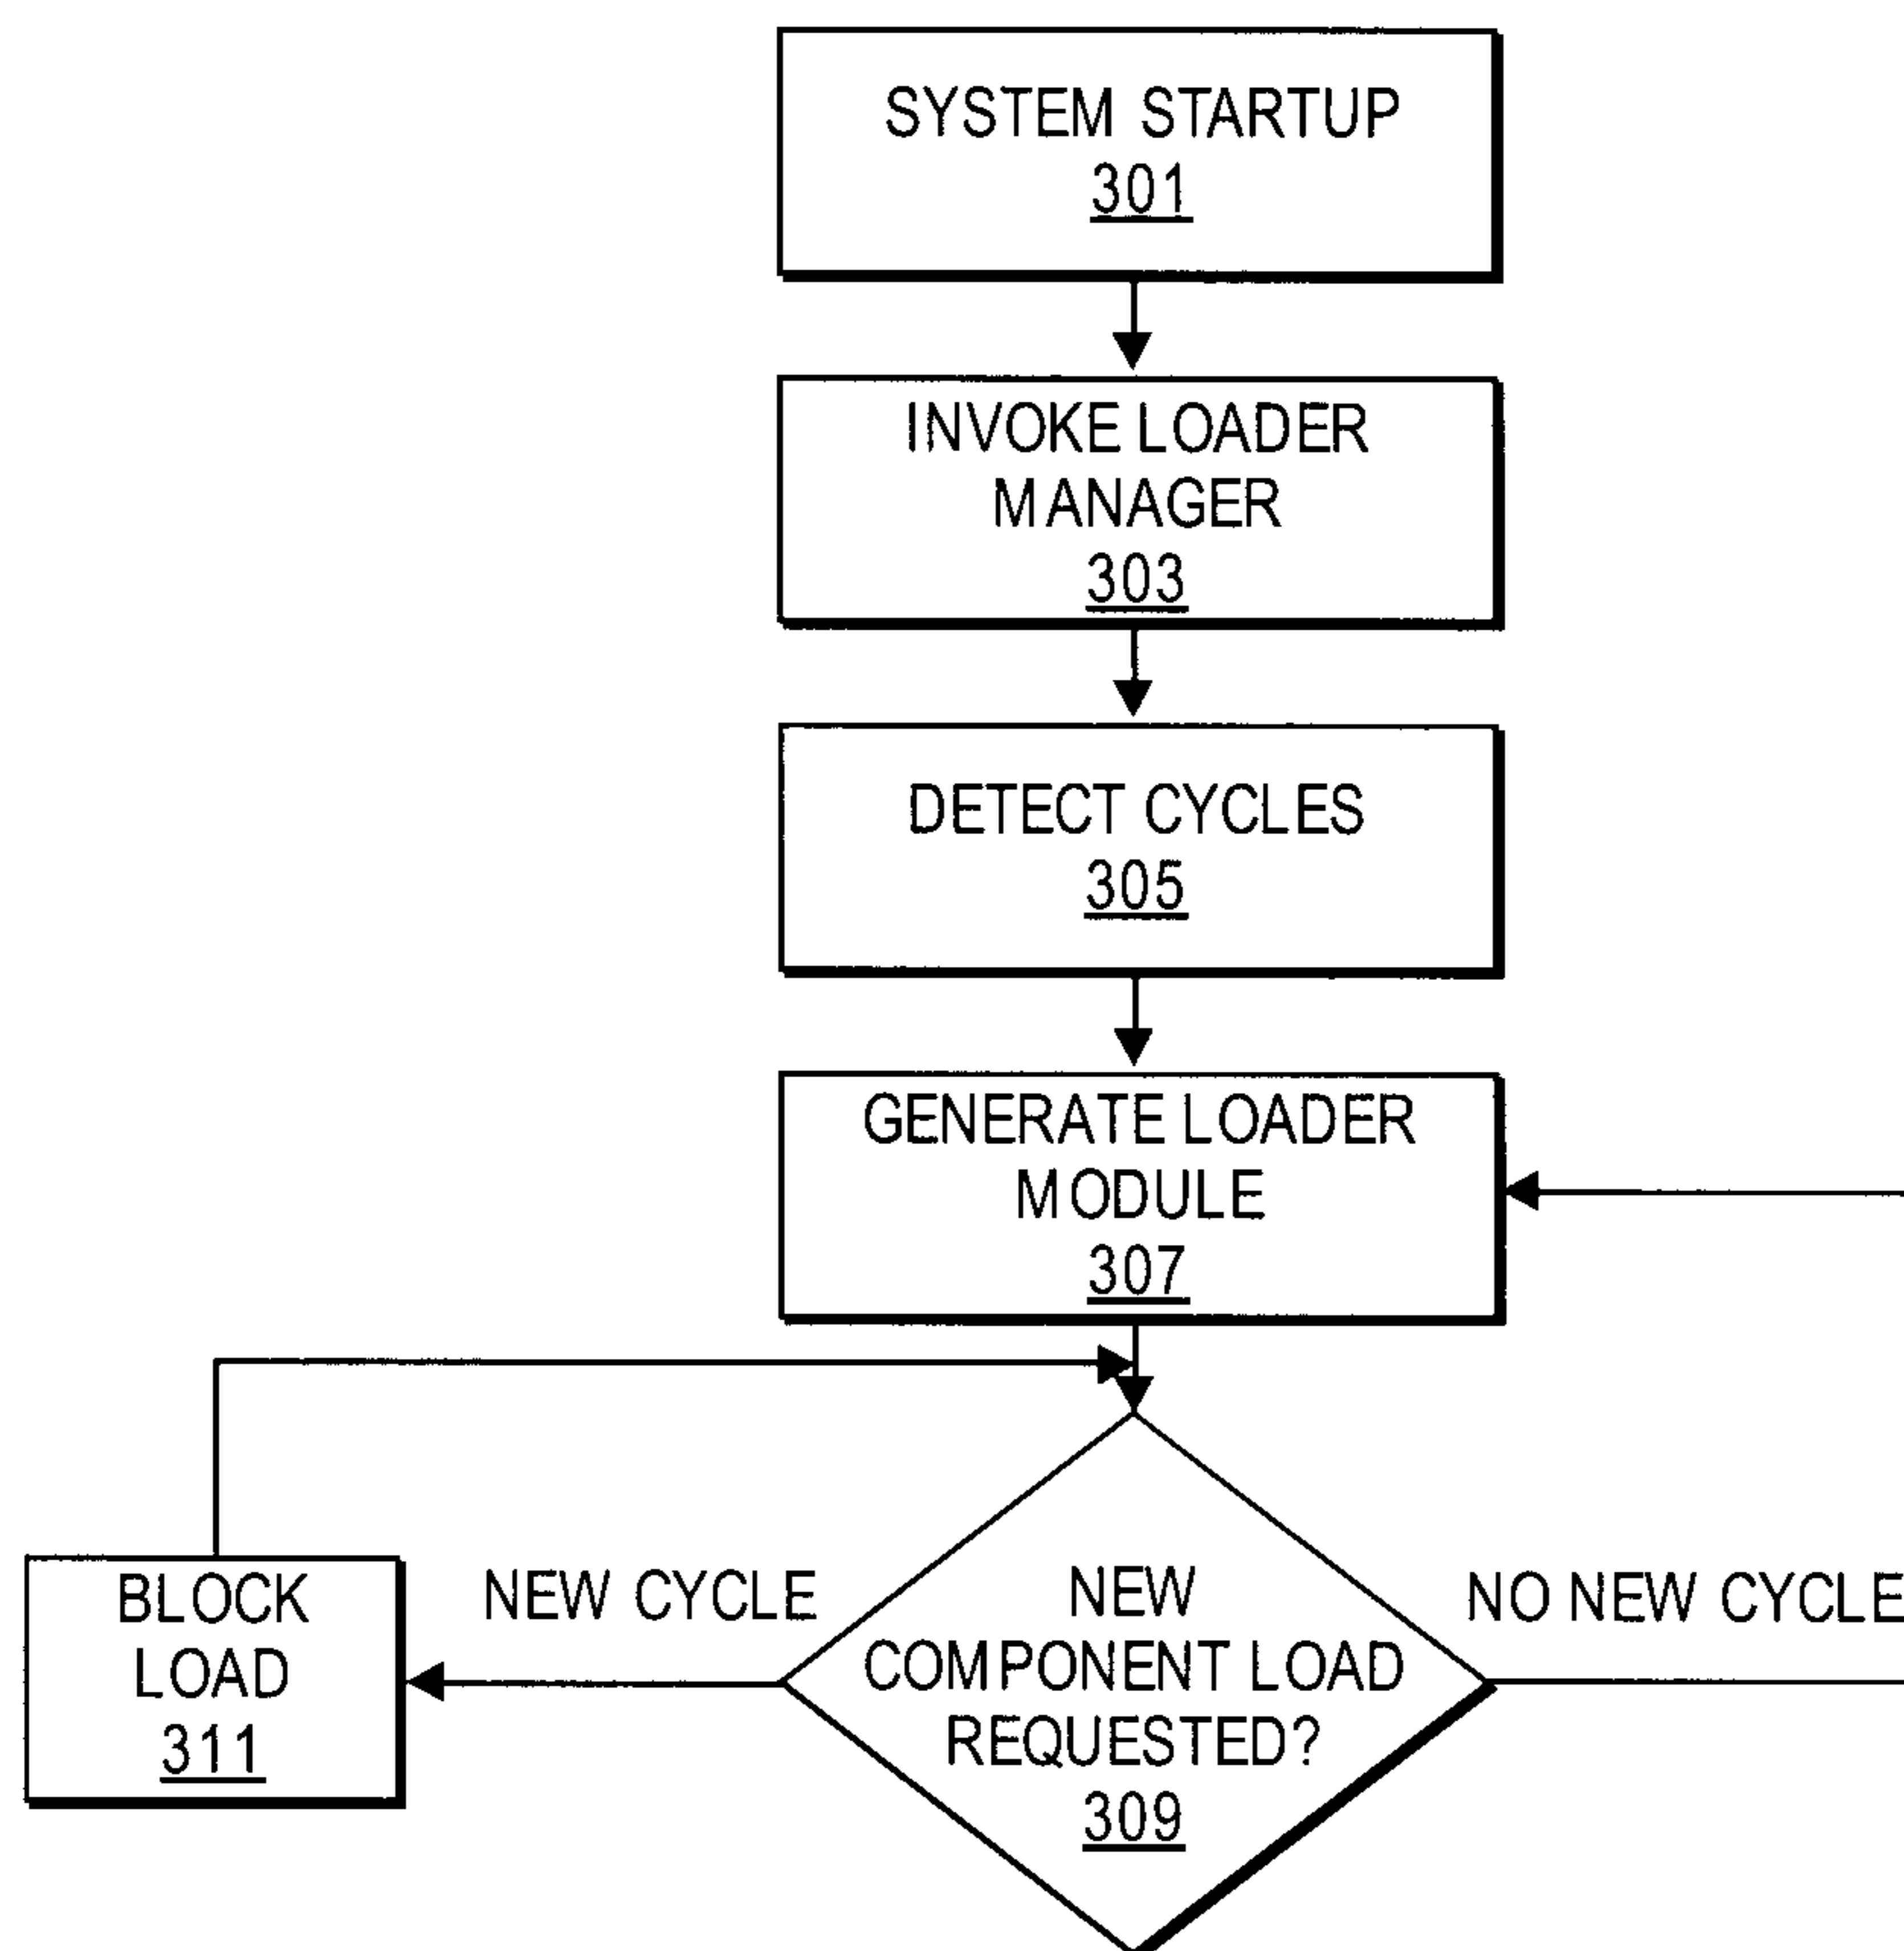 SYSTEM STARTUP
301
INVOKE LOADER
MANAGER
303
DETECT CYCLES
305
GENERATE LOADER
MODULE
307
BLOCK
LOAD
311
NEW CYCLE
NEW
COMPONENT LOAD
REQUESTED?
309
NO NEW CYCLE